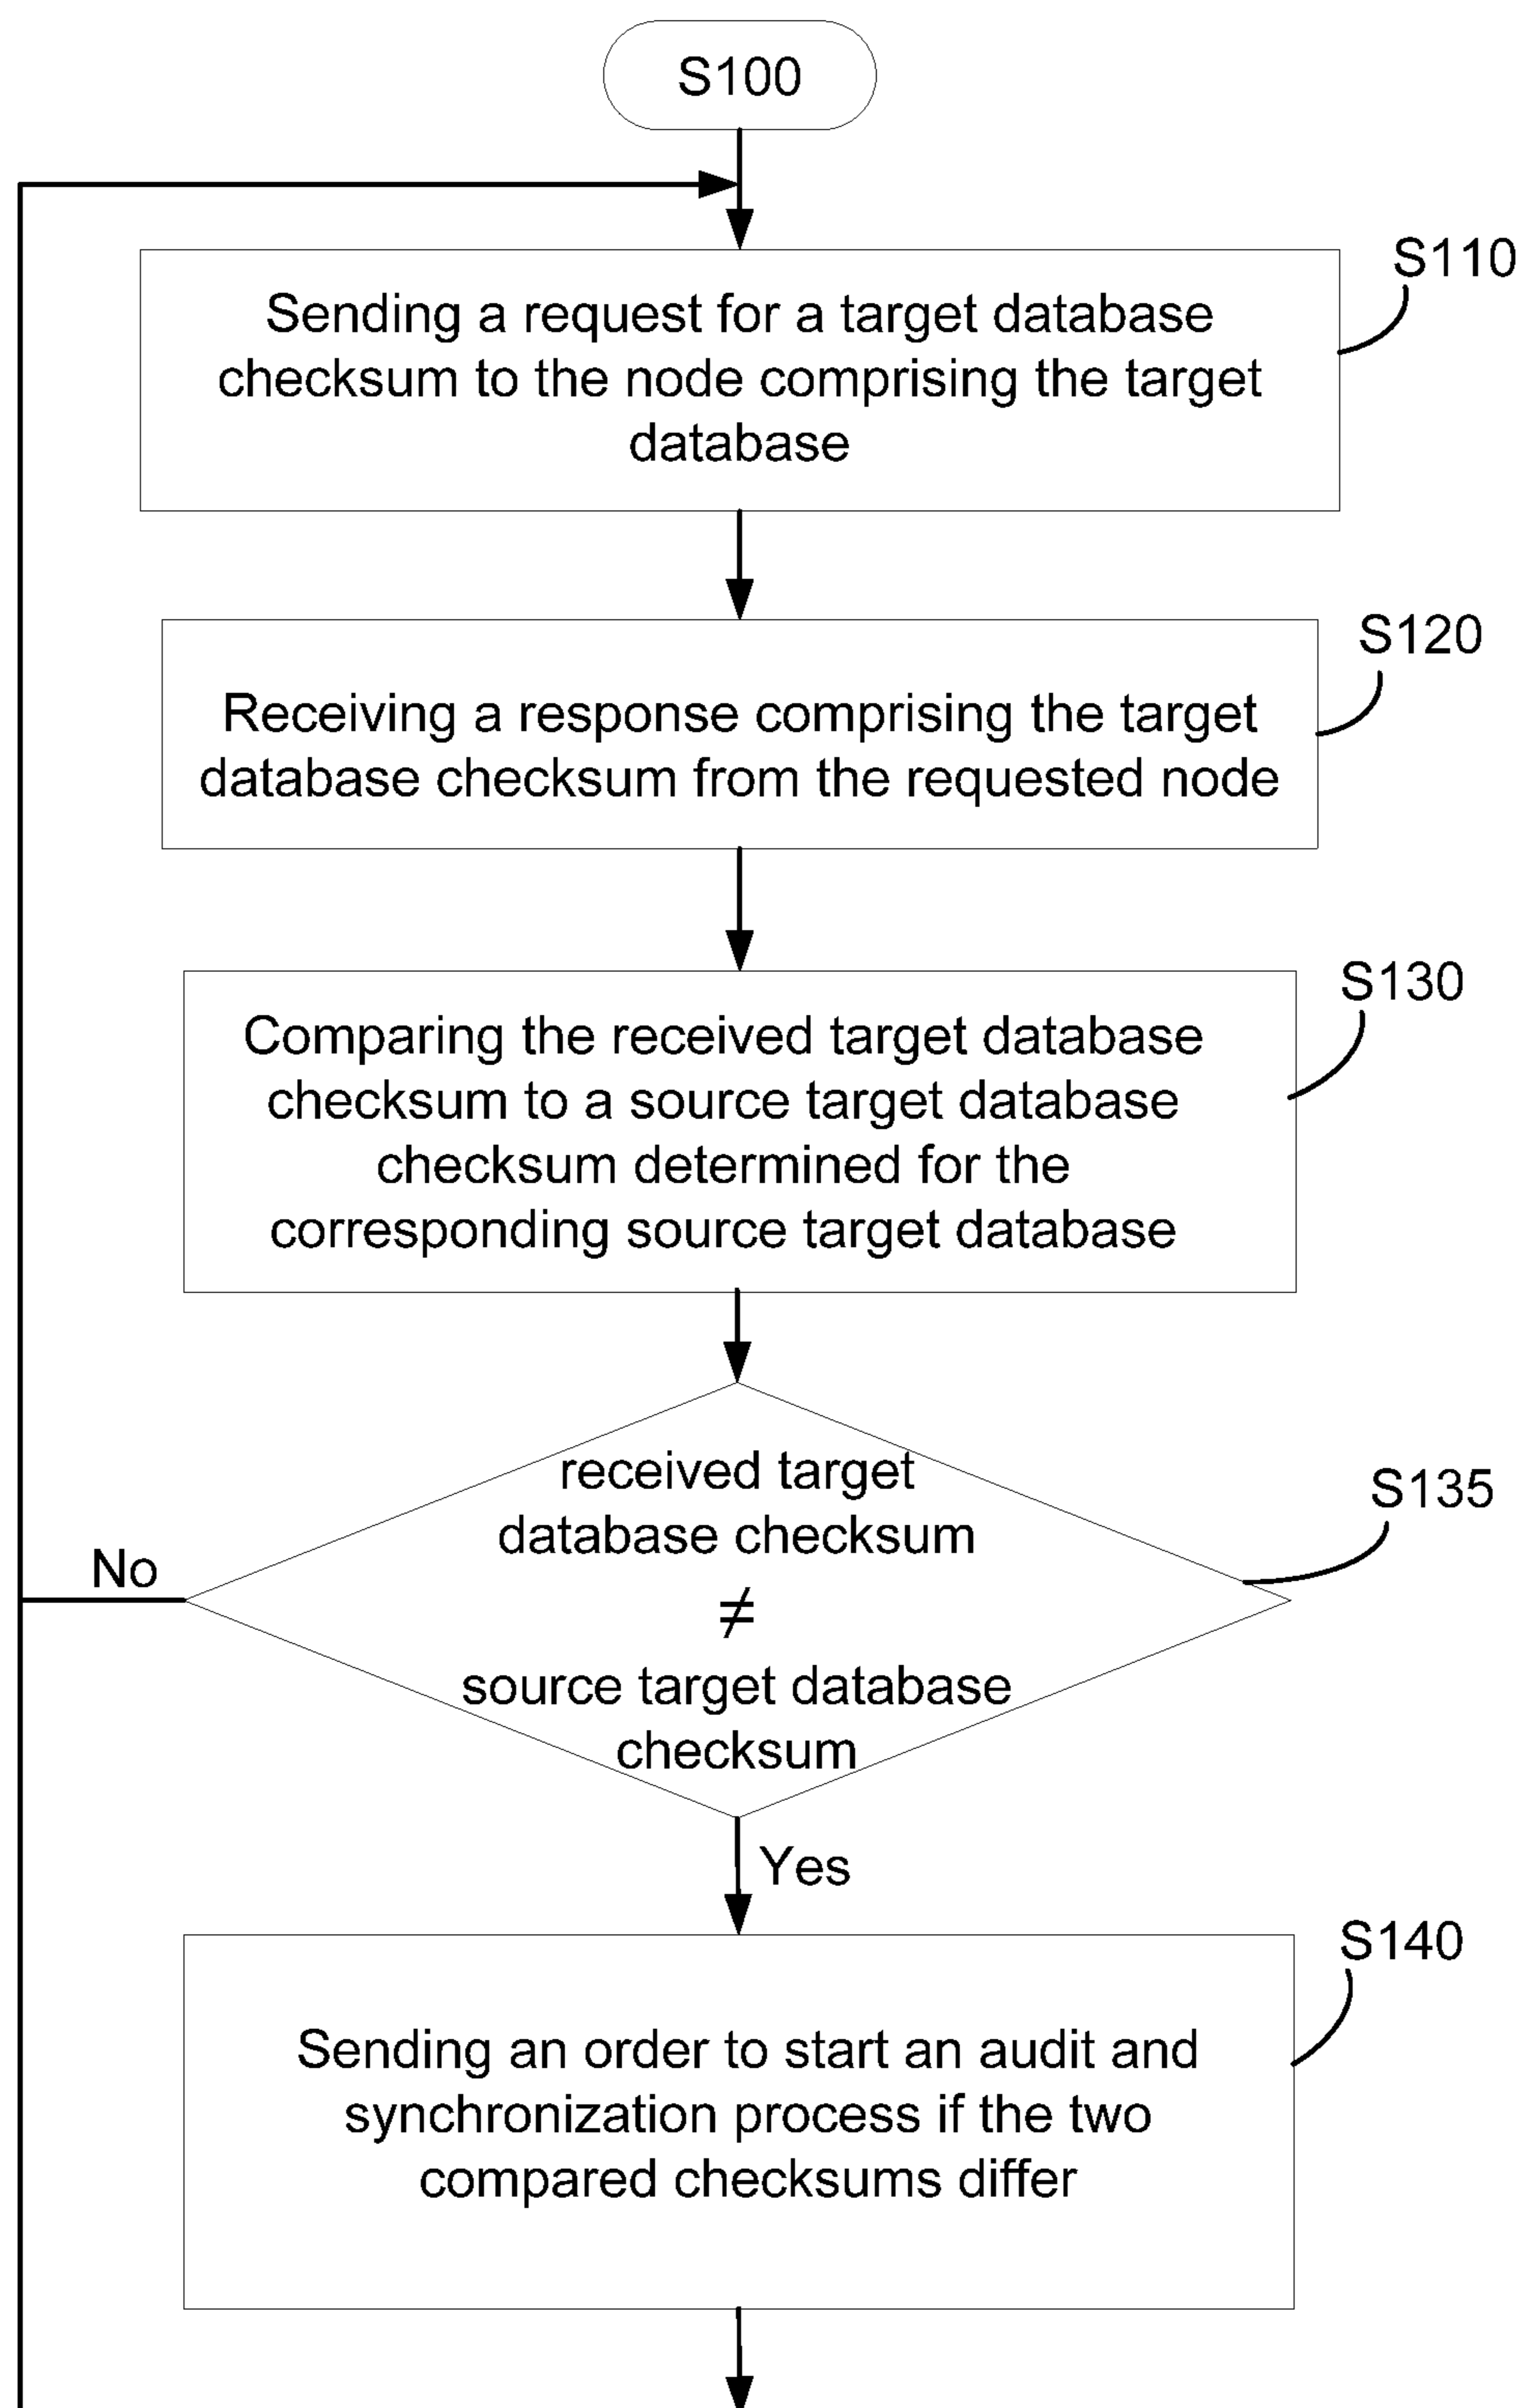 S100
S110
Sending a request for a target database
checksum to the node comprising the target
database
S120
Receiving a response comprising the target
database checksum from the requested node
S130
Comparing the received target database
checksum to a source target database
checksum determined for the
corresponding source target database
S135
received target
database checksum
≠
source target database
checksum
No
Yes
S140
Sending an order to start an audit and
synchronization process if the two
compared checksums differ